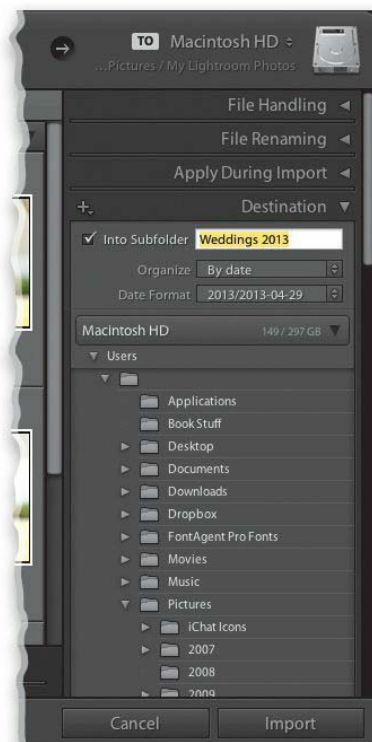 TO Macintosh HD
...Pictures / My Lightroom Photos
File Handling
File Renaming
Apply During Import
Destination
Into Subfolder Weddings 2013
Organize By date
Date Format 2013/2013-04-29
Macintosh HD 149 / 297 GB
Users
Applications
Book Stuff
Desktop
Documents
Downloads
Dropbox
FontAgent Pro Fonts
Movies
Music
Pictures
iChat Icons
2007
2008
2009
Cancel Import